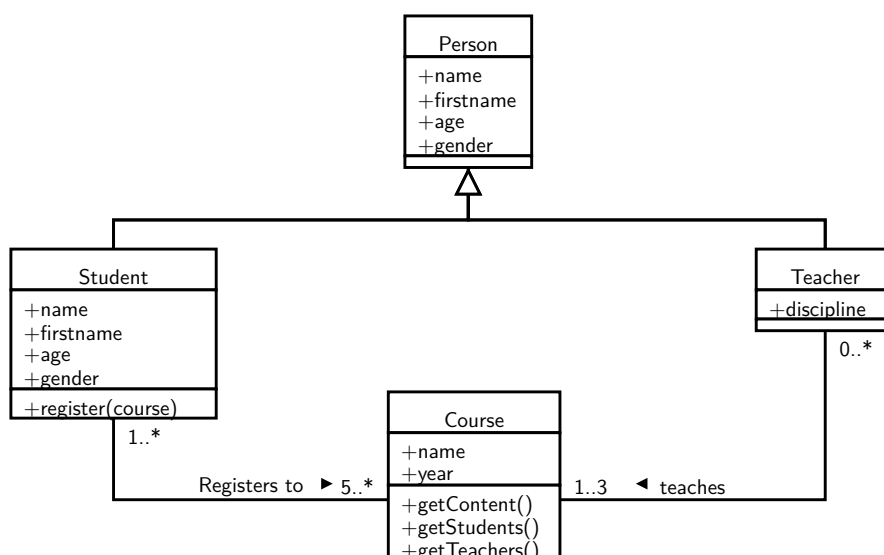 Person
+name
+firstname
+age
+gender
Student
+name
+firstname
+age
+gender
+register(course)
1..*
Teacher
+discipline
0..*
Course
+name
+year
+getContent()
+getStudents()
+getTeachers()
Registers to ► 5..*
1..3 ◄ teaches